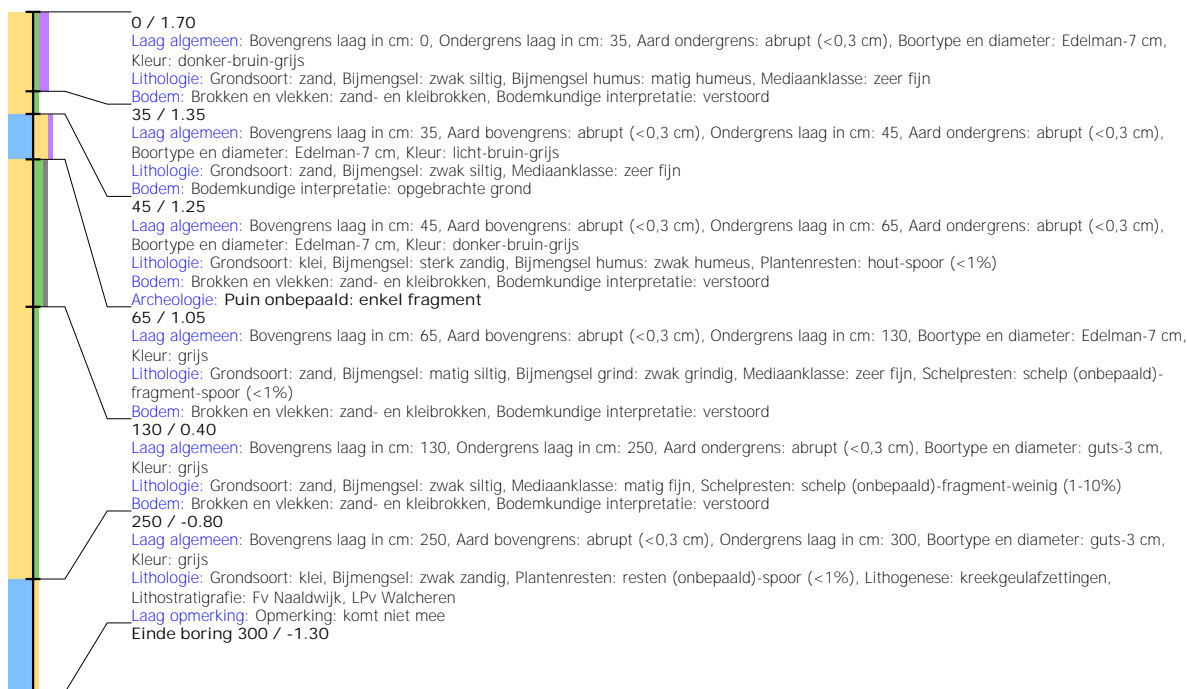 0 / 1.70
Laag algemeen: Bovengrens laag in cm: 0, Ondergrens laag in cm: 35, Aard ondergrens: abrupt (<0,3 cm), Boortype en diameter: Edelman-7 cm,
Kleur: donker-bruin-grijs
Lithologie: Grondsoort: zand, Bijmengsel: zwak siltig, Bijmengsel humus: matig humeus, Mediaanklasse: zeer fijn
Bodem: Brokken en vlekken: zand- en kleibrokken, Bodemkundige interpretatie: verstoord
35 / 1.35
Laag algemeen: Bovengrens laag in cm: 35, Aard bovengrens: abrupt (<0,3 cm), Ondergrens laag in cm: 45, Aard ondergrens: abrupt (<0,3 cm),
Boortype en diameter: Edelman-7 cm, Kleur: licht-bruin-grijs
Lithologie: Grondsoort: zand, Bijmengsel: zwak siltig, Mediaanklasse: zeer fijn
Bodem: Bodemkundige interpretatie: opgebrachte grond
45 / 1.25
Laag algemeen: Bovengrens laag in cm: 45, Aard bovengrens: abrupt (<0,3 cm), Ondergrens laag in cm: 65, Aard ondergrens: abrupt (<0,3 cm),
Boortype en diameter: Edelman-7 cm, Kleur: donker-bruin-grijs
Lithologie: Grondsoort: klei, Bijmengsel: sterk zandig, Bijmengsel humus: zwak humeus, Plantenresten: hout-spoor (<1%)
Bodem: Brokken en vlekken: zand- en kleibrokken, Bodemkundige interpretatie: verstoord
Archeologie: Puin onbepaald: enkel fragment
65 / 1.05
Laag algemeen: Bovengrens laag in cm: 65, Aard bovengrens: abrupt (<0,3 cm), Ondergrens laag in cm: 130, Boortype en diameter: Edelman-7 cm,
Kleur: grijs
Lithologie: Grondsoort: zand, Bijmengsel: matig siltig, Bijmengsel grind: zwak grindig, Mediaanklasse: zeer fijn, Schelpresten: schelp (onbepaald)-
fragment-spoor (<1%)
Bodem: Brokken en vlekken: zand- en kleibrokken, Bodemkundige interpretatie: verstoord
130 / 0.40
Laag algemeen: Bovengrens laag in cm: 130, Ondergrens laag in cm: 250, Aard ondergrens: abrupt (<0,3 cm), Boortype en diameter: guts-3 cm,
Kleur: grijs
Lithologie: Grondsoort: zand, Bijmengsel: zwak siltig, Mediaanklasse: matig fijn, Schelpresten: schelp (onbepaald)-fragment-weinig (1-10%)
Bodem: Brokken en vlekken: zand- en kleibrokken, Bodemkundige interpretatie: verstoord
250 / -0.80
Laag algemeen: Bovengrens laag in cm: 250, Aard bovengrens: abrupt (<0,3 cm), Ondergrens laag in cm: 300, Boortype en diameter: guts-3 cm,
Kleur: grijs
Lithologie: Grondsoort: klei, Bijmengsel: zwak zandig, Plantenresten: resten (onbepaald)-spoor (<1%), Lithogenese: kreekgeulafzettingen,
Lithostratigrafie: Fv Naaldwijk, LPv Walcheren
Laag opmerking: Opmerking: komt niet mee
Einde boring 300 / -1.30